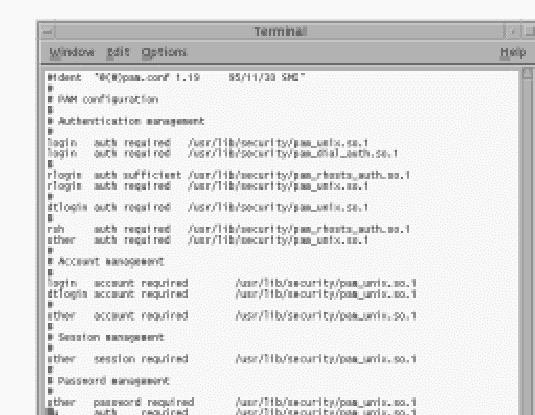 Terminal
Window Edit Options Help
#ident "@(#)pam.conf 1.19 95/11/30 SMI"
#
# PAM configuration
#
# Authentication management
#
login auth required /usr/lib/security/pam_unix.so.1
login auth required /usr/lib/security/pam_dial_auth.so.1
#
rlogin auth sufficient /usr/lib/security/pam_rhosts_auth.so.1
rlogin auth required /usr/lib/security/pam_unix.so.1
#
dtlogin auth required /usr/lib/security/pam_unix.so.1
#
rsh auth required /usr/lib/security/pam_rhosts_auth.so.1
other auth required /usr/lib/security/pam_unix.so.1
#
# Account management
#
login account required /usr/lib/security/pam_unix.so.1
dtlogin account required /usr/lib/security/pam_unix.so.1
#
other account required /usr/lib/security/pam_unix.so.1
#
# Session management
#
other session required /usr/lib/security/pam_unix.so.1
#
# Password management
#
other password required /usr/lib/security/pam_unix.so.1
auth required /usr/lib/security/pam_unix.so.1